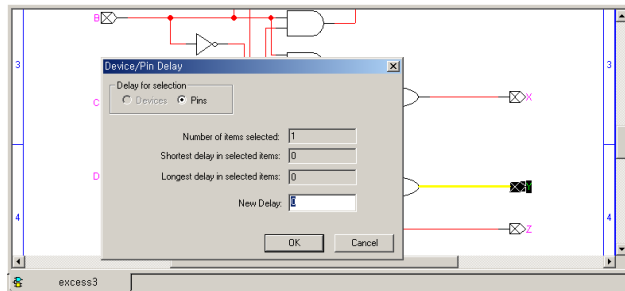 B
Device/Pin Delay
Delay for selection
Devices
Pins
3
3
C
X
Number of items selected:
1
Shortest delay in selected items:
0
D
Longest delay in selected items:
0
Y
New Delay:
0
4
4
Z
OK
Cancel
excess3